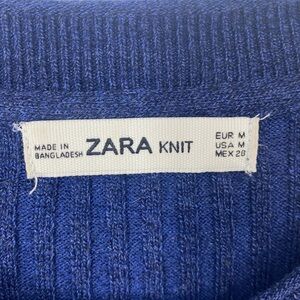 MADE IN
BANGLADESH
ZARA KNIT
EUR M
USA M
MEX 28